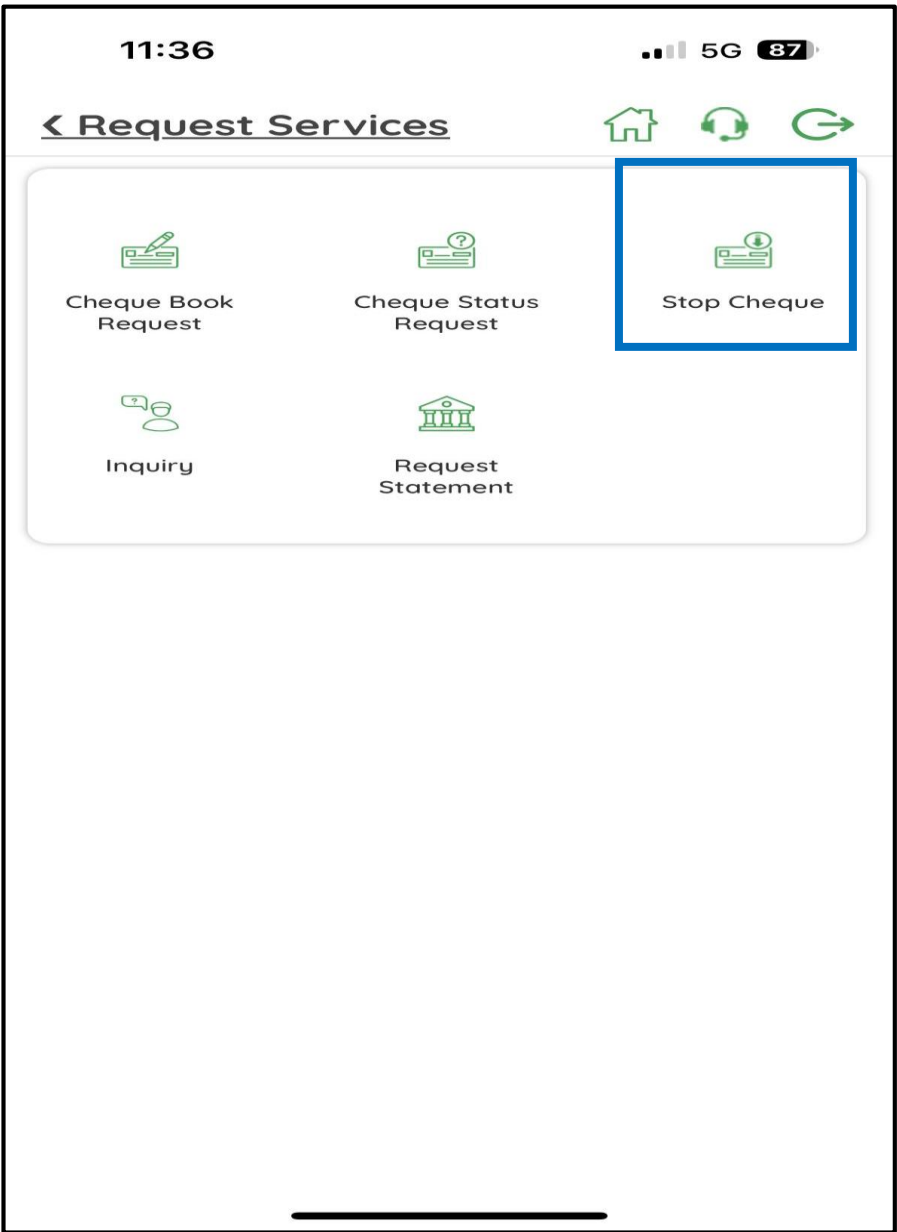 11:36 5G 87
< Request Services
Cheque Book
Request
Cheque Status
Request
Stop Cheque
Inquiry
Request
Statement